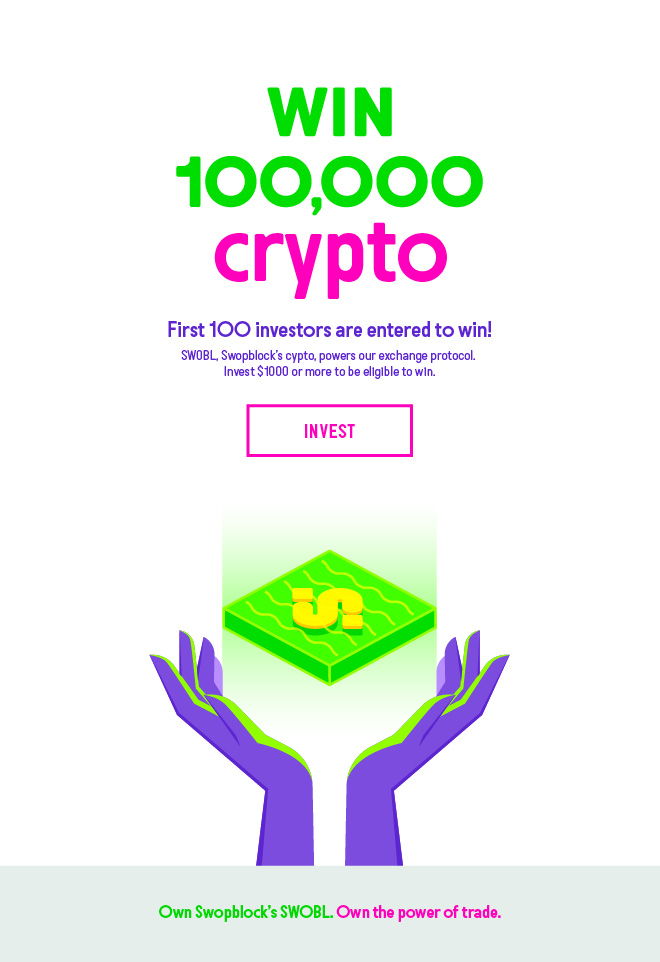 WIN
100,000
crypto
First 100 investors are entered to win!
SWOBL, Swopblock's cypto, powers our exchange protocol.
Invest $1000 or more to be eligible to win.
INVEST
S
Own Swopblock's SWOBL. Own the power of trade.